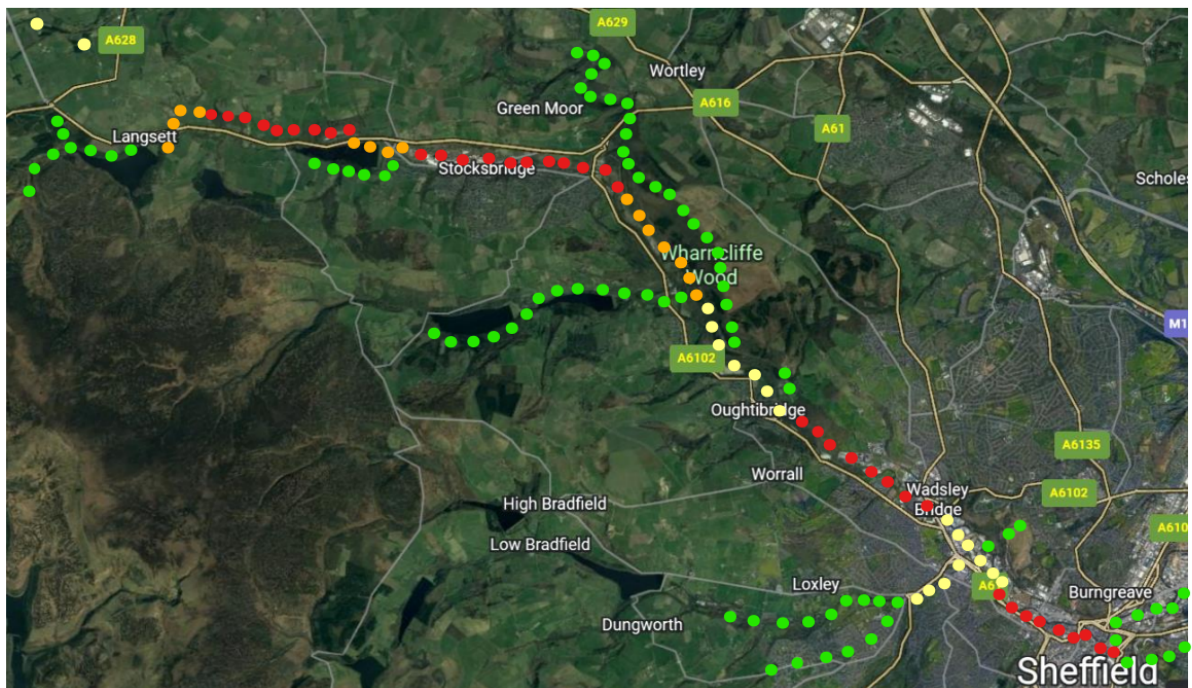 A629
A628
Wortley
A616
Green Moor
A61
Langsett
Stocksbridge
Scholes
Wharncliffe
Wood
M1
A6102
Oughtibridge
A6135
Worrall
Wadsley
Bridge
A6102
High Bradfield
A610
Low Bradfield
Loxley
Burngreave
Dungworth
Sheffield